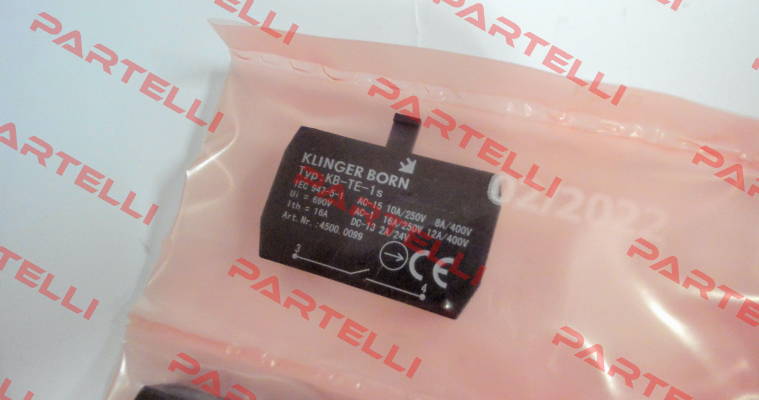 KLINGER BORN
Typ: KB-TE-1s
IEC 947-5-1 AC-15 10A/250V 8A/400V
Ui = 690V AC-1 16A/250V 12A/400V
Ith = 16A DC-13 2A/24V
Art.Nr.:4500.0099
CE
3
4
02/2022
PARTELLI
PARTELLI
PARTELLI
PARTELLI
PARTELLI
PARTELLI
PARTELLI
PARTELLI